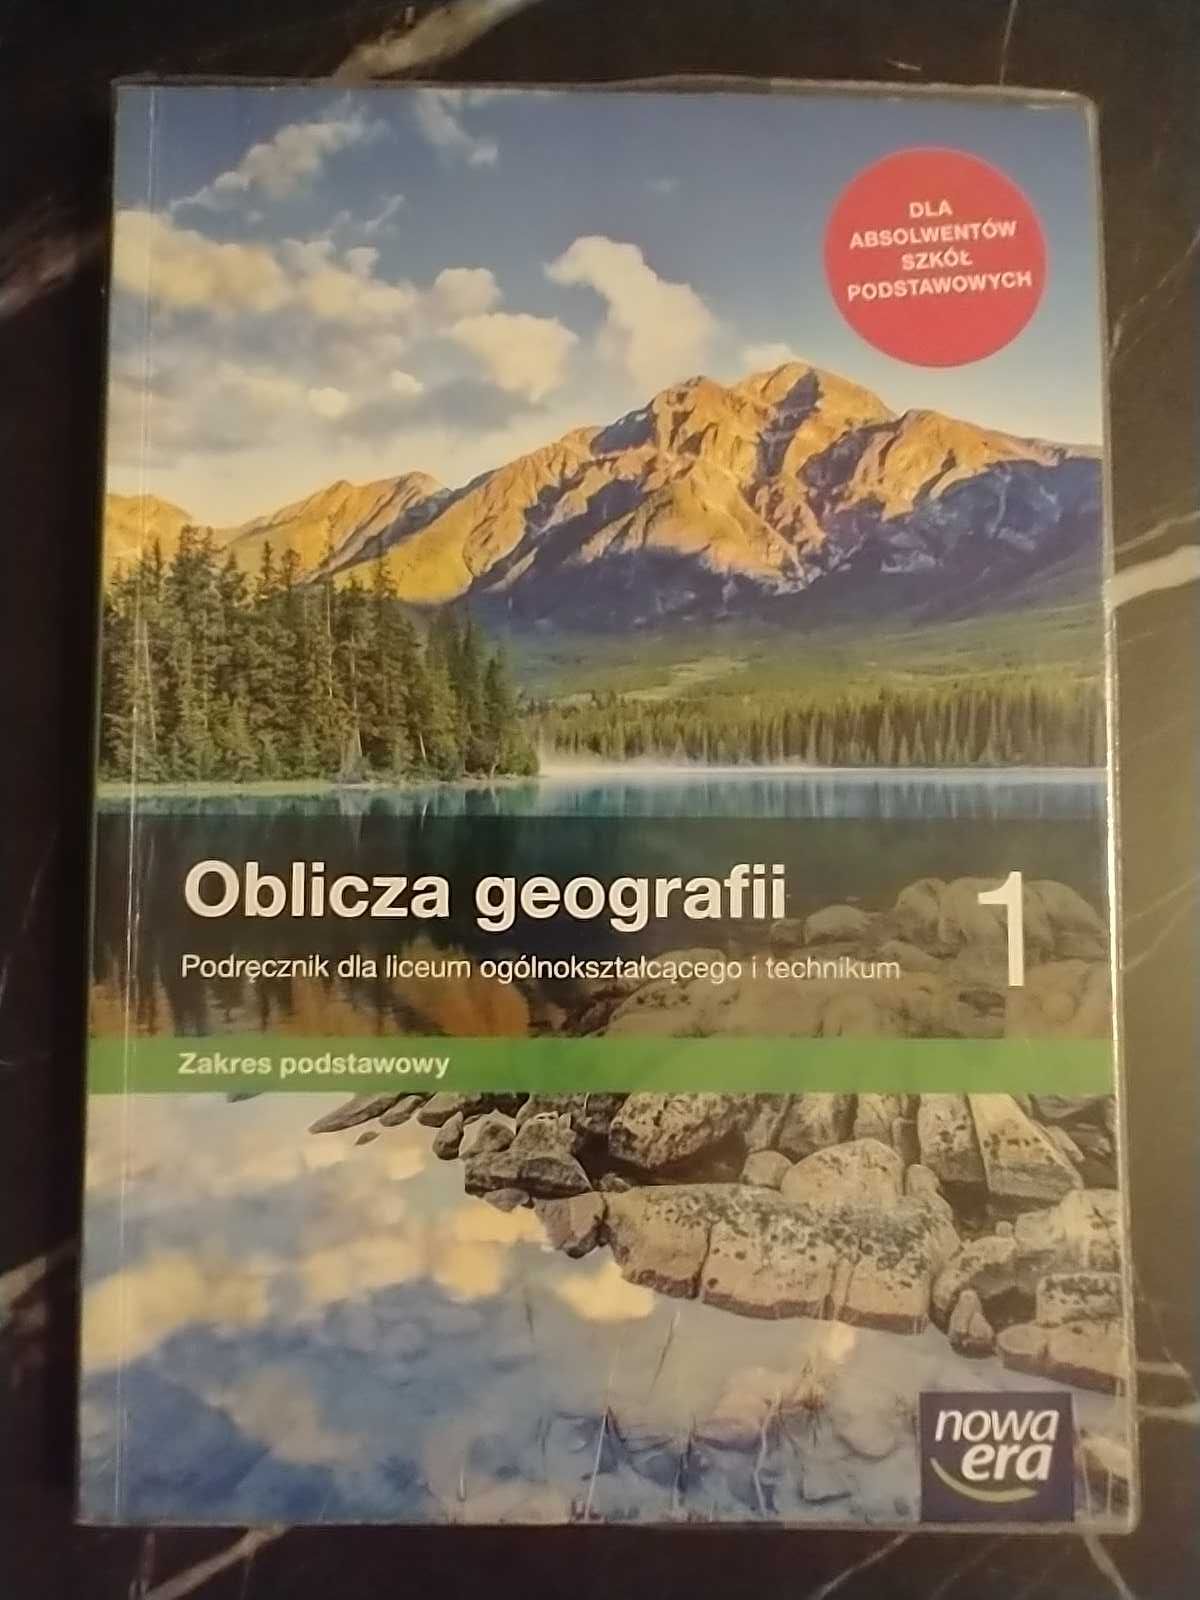 DLA
ABSOLWENTÓW
SZKÓŁ
PODSTAWOWYCH
Oblicza geografii 1
Podręcznik dla liceum ogólnokształcącego i technikum
Zakres podstawowy
nowa
era